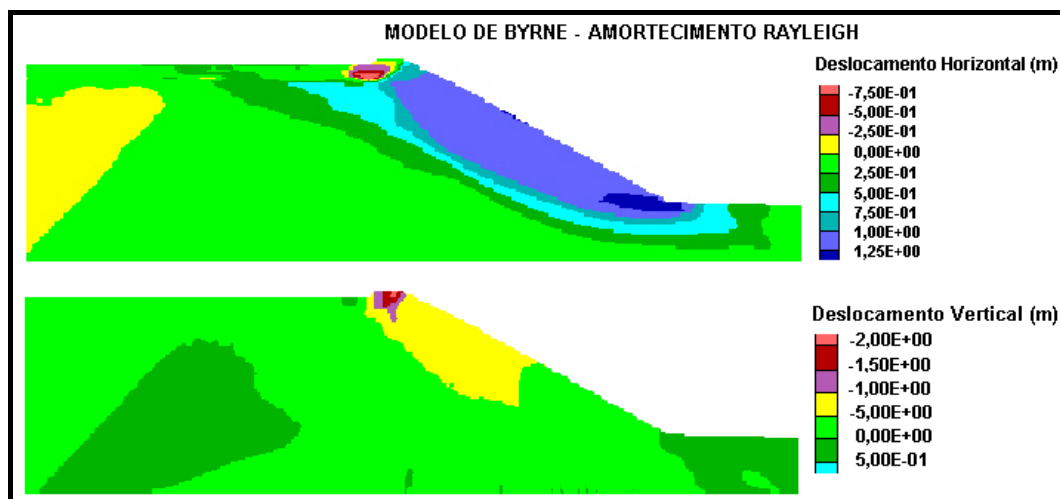 MODELO DE BYRNE - AMORTECIMENTO RAYLEIGH
Deslocamento Horizontal (m)
-7,50E-01
-5,00E-01
-2,50E-01
0,00E+00
2,50E-01
5,00E-01
7,50E-01
1,00E+00
1,25E+00
Deslocamento Vertical (m)
-2,00E+00
-1,50E+00
-1,00E+00
-5,00E+00
0,00E+00
5,00E-01